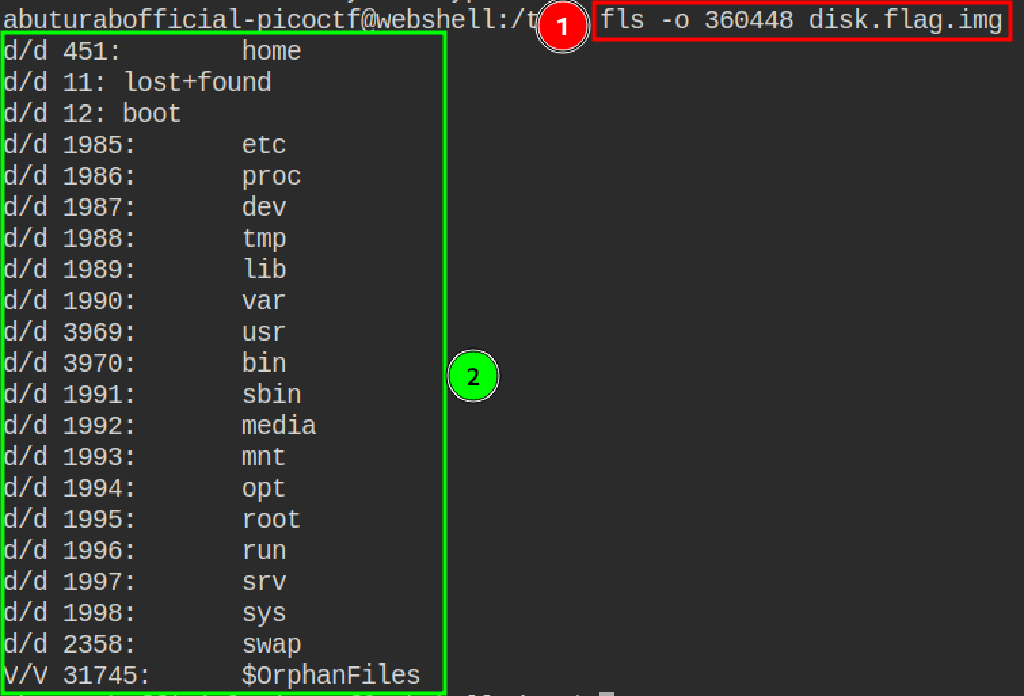 abuturabofficial-picoctf@webshell:/t 1 fls -o 360448 disk.flag.img
d/d 451: home
d/d 11: lost+found
d/d 12: boot
d/d 1985: etc
d/d 1986: proc
d/d 1987: dev
d/d 1988: tmp
d/d 1989: lib
d/d 1990: var
d/d 3969: usr
d/d 3970: bin
2
d/d 1991: sbin
d/d 1992: media
d/d 1993: mnt
d/d 1994: opt
d/d 1995: root
d/d 1996: run
d/d 1997: srv
d/d 1998: sys
d/d 2358: swap
V/V 31745: $OrphanFiles